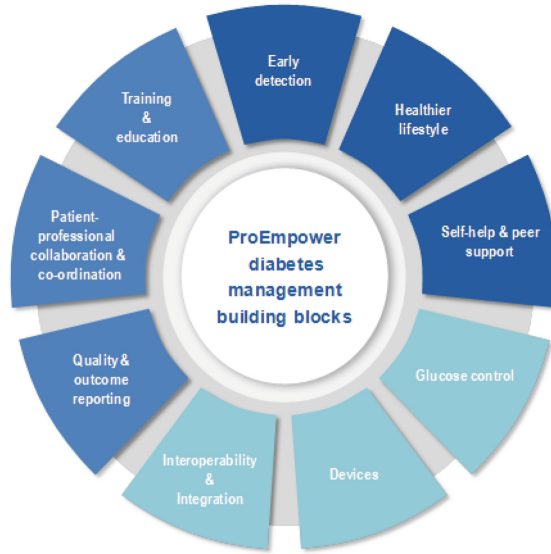 Early
detection
Healthier
lifestyle
Self-help & peer
support
Glucose control
Devices
Interoperability
&
Integration
Quality &
outcome
reporting
Patient-
professional
collaboration &
co-ordination
Training
&
education
ProEmpower
diabetes
management
building blocks